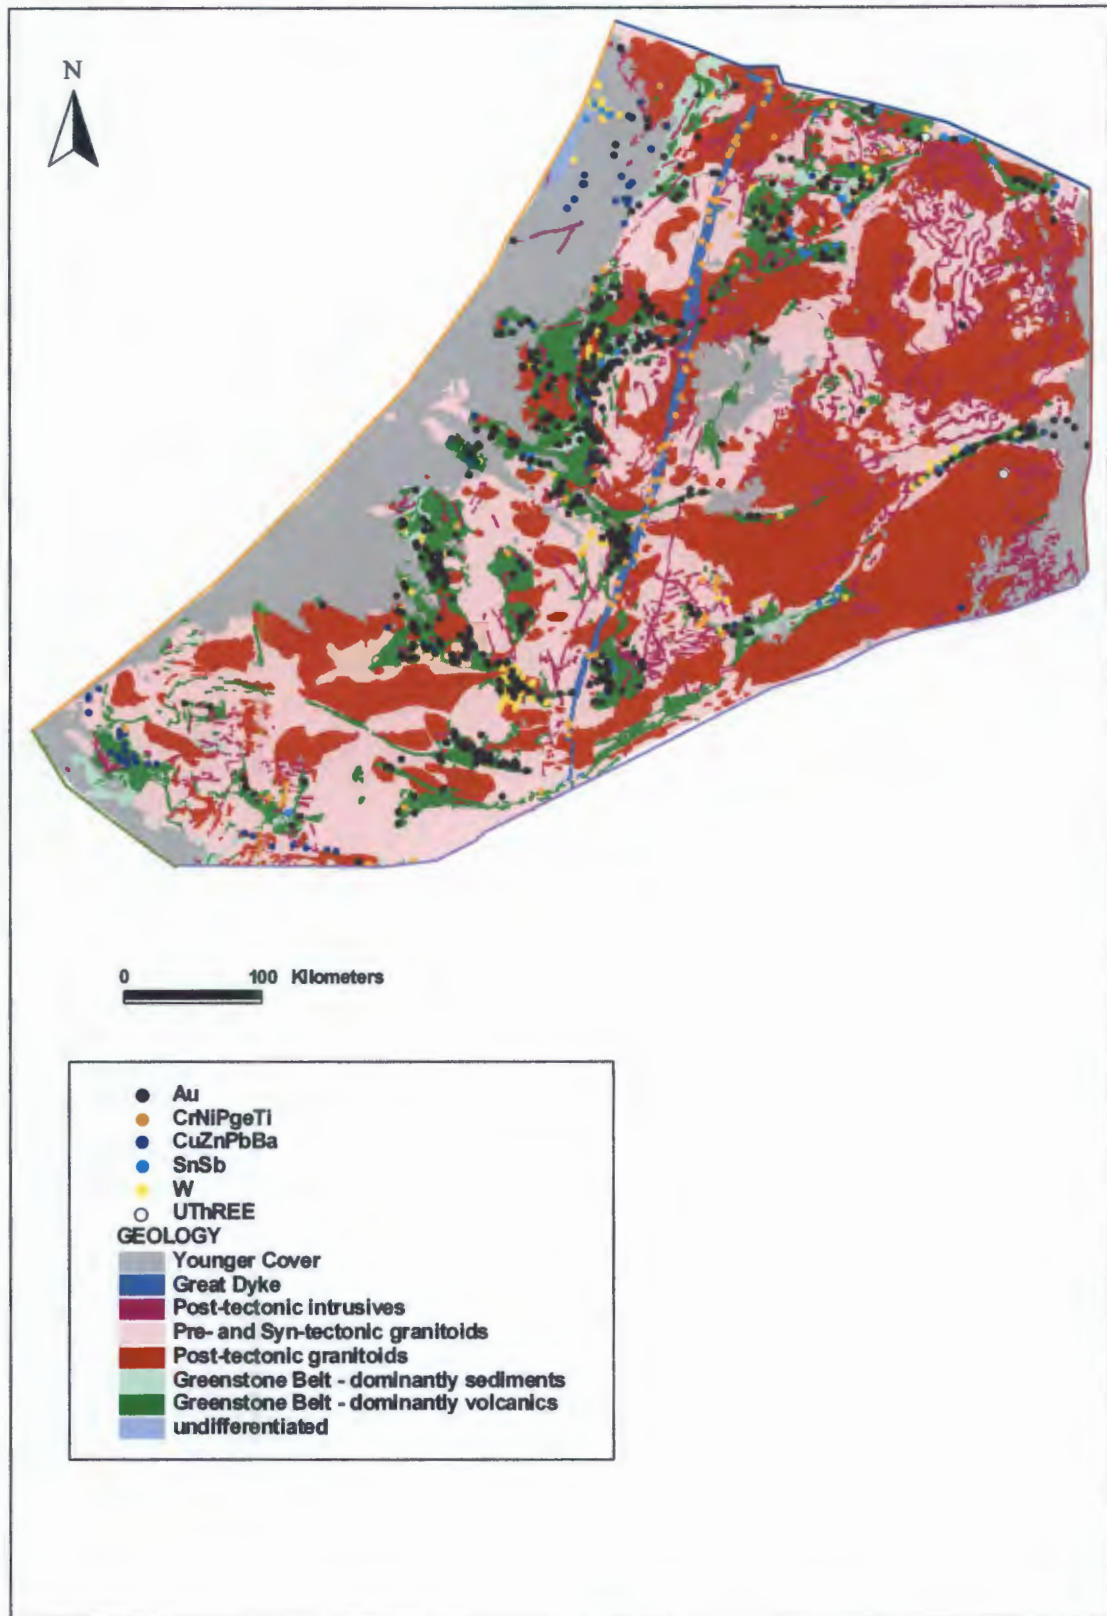 N
0 100 Kilometers
Au
CrNiPgeTi
CuZnPbBa
SnSb
W
UThREE
GEOLOGY
Younger Cover
Great Dyke
Post-tectonic intrusives
Pre- and Syn-tectonic granitoids
Post-tectonic granitoids
Greenstone Belt - dominantly sediments
Greenstone Belt - dominantly volcanics
undifferentiated